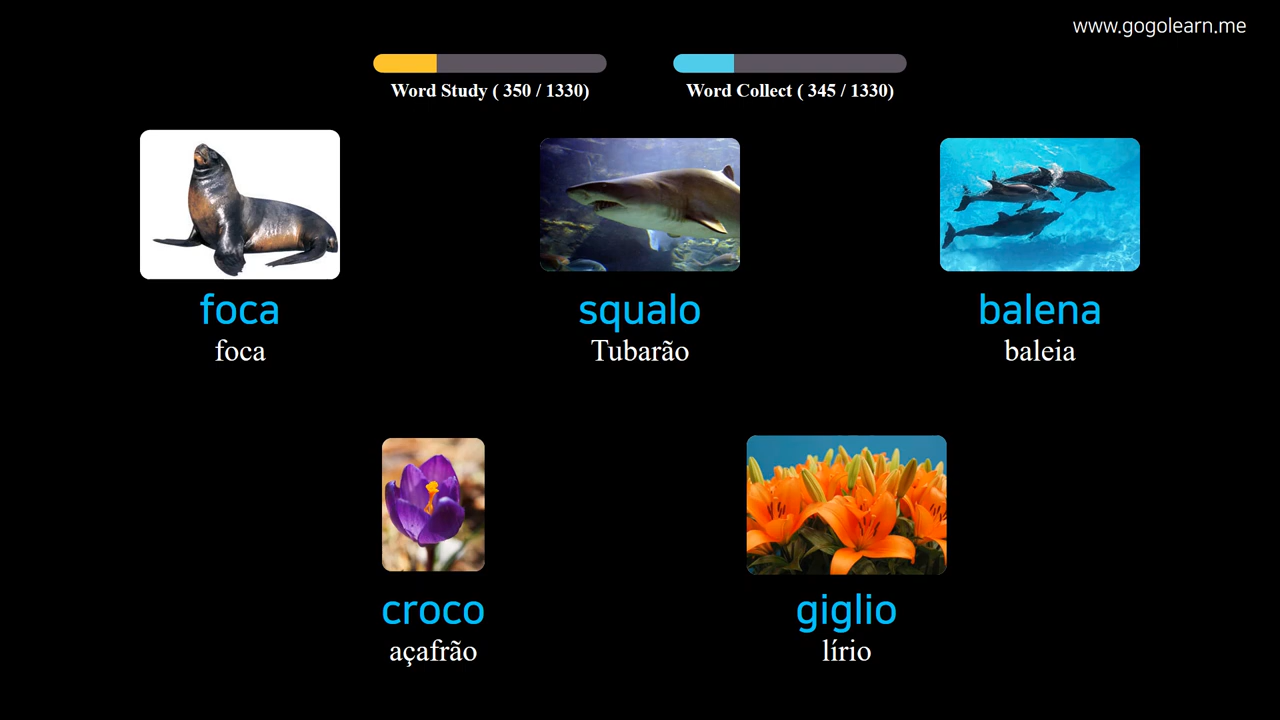 www.gogolearn.me
Word Study ( 350 / 1330)
Word Collect ( 345 / 1330)
foca
foca
squalo
Tubarão
balena
baleia
croco
açafrão
giglio
lírio